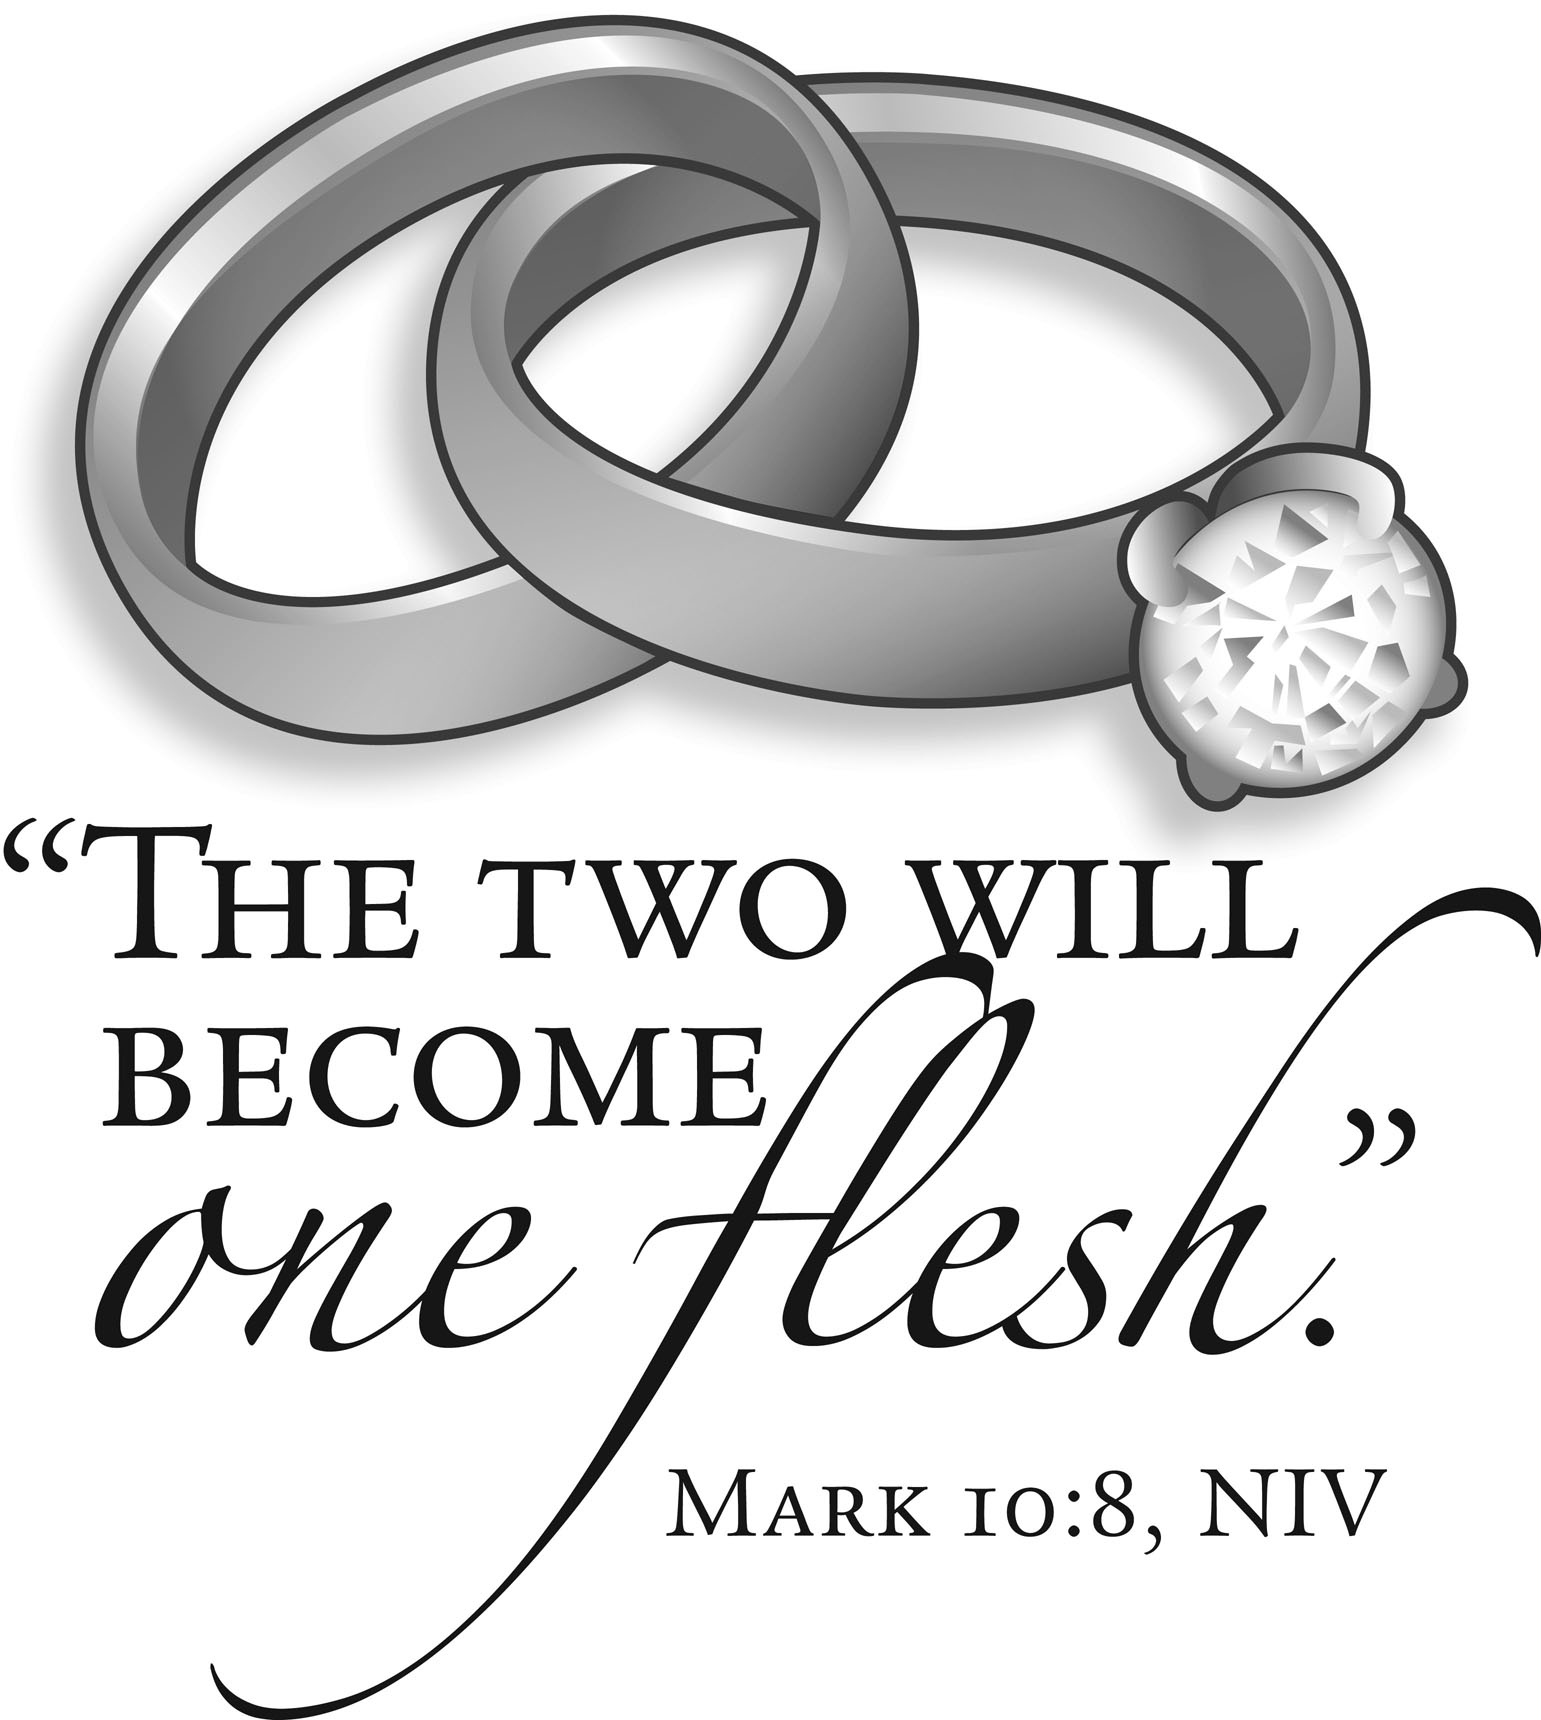 “The two will
become
one flesh.”
Mark 10:8, NIV